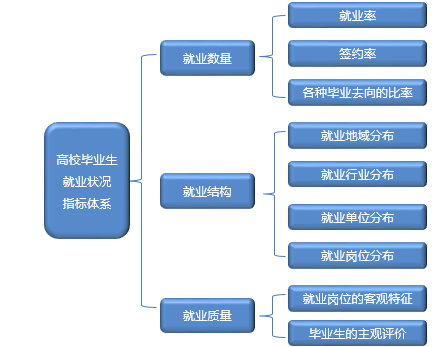 高校毕业生
就业状况
指标体系
就业数量
就业率
签约率
各种毕业去向的比率
就业结构
就业地域分布
就业行业分布
就业单位分布
就业岗位分布
就业质量
就业岗位的客观特征
毕业生的主观评价